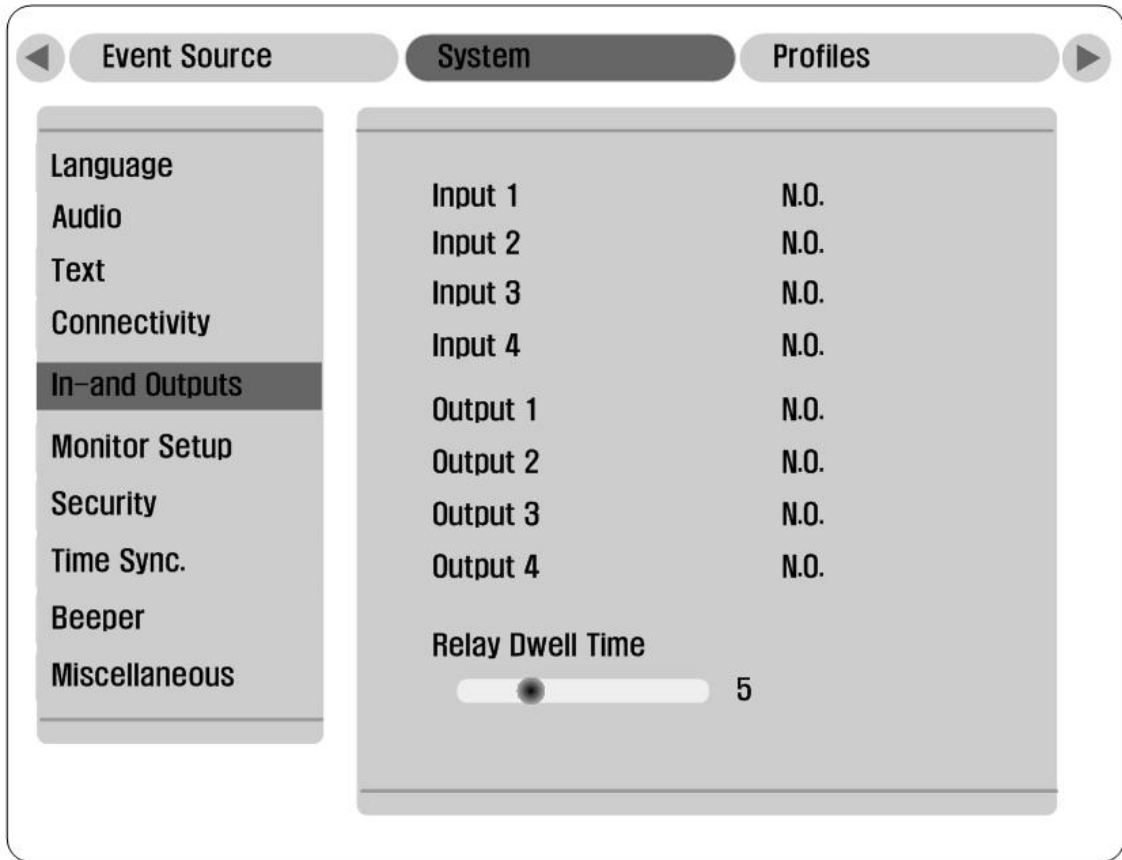 Event Source System Profiles
Language
Audio
Text
Connectivity
In-and Outputs
Monitor Setup
Security
Time Sync.
Beeper
Miscellaneous
Input 1 N.O.
Input 2 N.O.
Input 3 N.O.
Input 4 N.O.
Output 1 N.O.
Output 2 N.O.
Output 3 N.O.
Output 4 N.O.
Relay Dwell Time
5